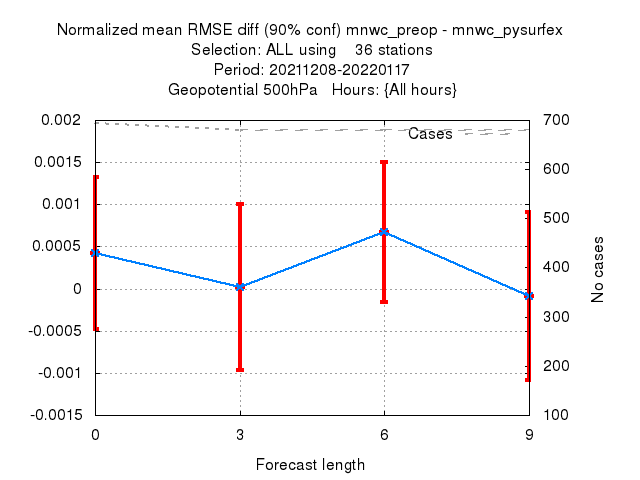 Normalized mean RMSE diff (90% conf) mnwc_preop - mnwc_pysurfex
Selection: ALL using    36 stations
Period: 20211208-20220117
Geopotential 500hPa   Hours: {All hours}
0.002
0.0015
0.001
0.0005
0
-0.0005
-0.001
-0.0015
700
600
500
400
300
200
100
Cases
No cases
0
3
6
9
Forecast length